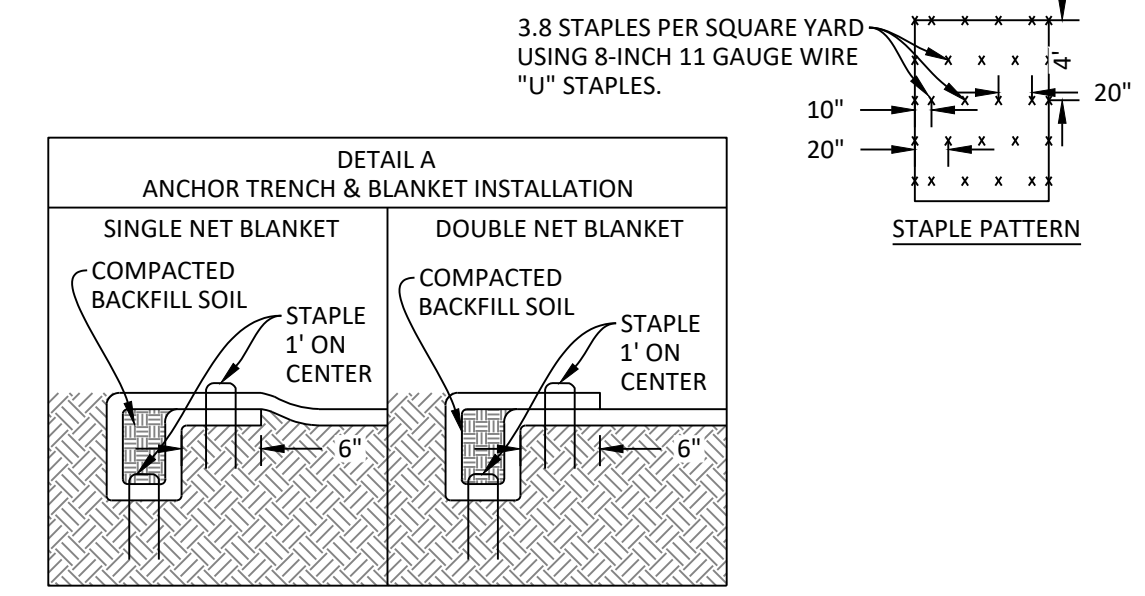 3.8 STAPLES PER SQUARE YARD
USING 8-INCH 11 GAUGE WIRE
"U" STAPLES.
4'
20"
10"
20"
STAPLE PATTERN
DETAIL A
ANCHOR TRENCH & BLANKET INSTALLATION
SINGLE NET BLANKET
COMPACTED
BACKFILL SOIL
STAPLE
1' ON
CENTER
6"
DOUBLE NET BLANKET
COMPACTED
BACKFILL SOIL
STAPLE
1' ON
CENTER
6"